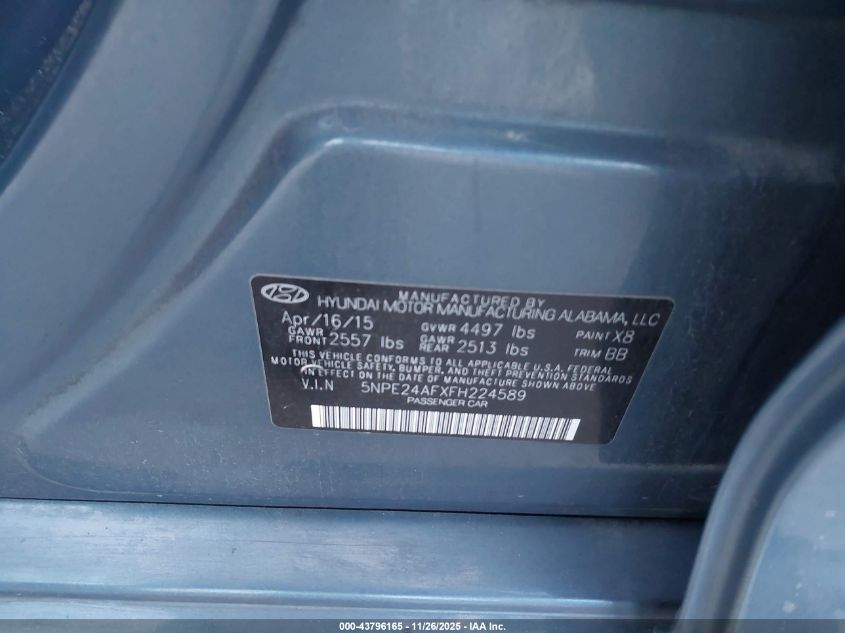 MANUFACTURED BY
HYUNDAI MOTOR MANUFACTURING ALABAMA, LLC
Apr/16/15 GVWR 4497 lbs PAINT X8
GAWR FRONT 2557 lbs GAWR REAR 2513 lbs TRIM BB
THIS VEHICLE CONFORMS TO ALL APPLICABLE U.S.A. FEDERAL
MOTOR VEHICLE SAFETY, BUMPER, AND THEFT PREVENTION STANDARDS
IN EFFECT ON THE DATE OF MANUFACTURE SHOWN ABOVE.
V.I.N 5NPE24AFXFH224589
PASSENGER CAR
000-43796165 - 11/26/2025 - IAA Inc.